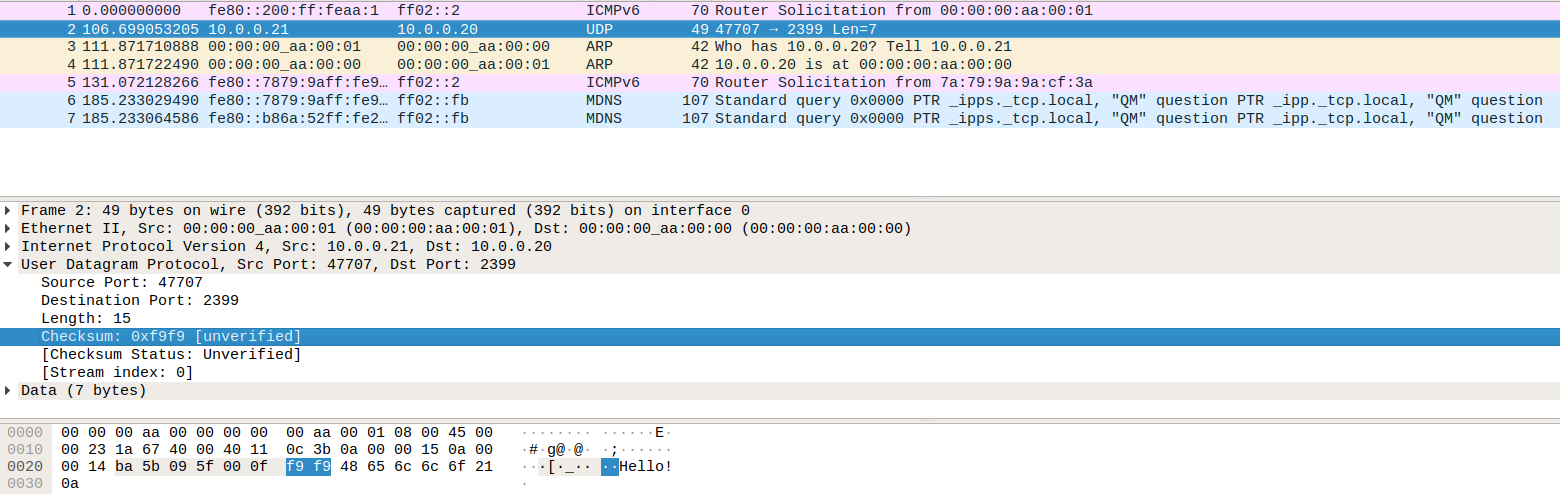 1 0.000000000 fe80::200:ff:feaa:1 ff02::2 ICMPv6 70 Router Solicitation from 00:00:00:aa:00:01
2 106.699053205 10.0.0.21 10.0.0.20 UDP 49 47707 → 2399 Len=7
3 111.871710888 00:00:00_aa:00:01 00:00:00_aa:00:00 ARP 42 Who has 10.0.0.20? Tell 10.0.0.21
4 111.871722490 00:00:00_aa:00:00 00:00:00_aa:00:01 ARP 42 10.0.0.20 is at 00:00:00:aa:00:00
5 131.072128266 fe80::7879:9aff:fe9… ff02::2 ICMPv6 70 Router Solicitation from 7a:79:9a:9a:cf:3a
6 185.233029490 fe80::7879:9aff:fe9… ff02::fb MDNS 107 Standard query 0x0000 PTR _ipps._tcp.local, "QM" question PTR _ipp._tcp.local, "QM" question
7 185.233064586 fe80::b86a:52ff:fe2… ff02::fb MDNS 107 Standard query 0x0000 PTR _ipps._tcp.local, "QM" question PTR _ipp._tcp.local, "QM" question
Frame 2: 49 bytes on wire (392 bits), 49 bytes captured (392 bits) on interface 0
Ethernet II, Src: 00:00:00_aa:00:01 (00:00:00:aa:00:01), Dst: 00:00:00_aa:00:00 (00:00:00:aa:00:00)
Internet Protocol Version 4, Src: 10.0.0.21, Dst: 10.0.0.20
User Datagram Protocol, Src Port: 47707, Dst Port: 2399
Source Port: 47707
Destination Port: 2399
Length: 15
Checksum: 0xf9f9 [unverified]
[Checksum Status: Unverified]
[Stream index: 0]
Data (7 bytes)
0000 00 00 00 aa 00 00 00 00 00 aa 00 01 08 00 45 00 ········ ······E·
0010 00 23 1a 67 40 00 40 11 0c 3b 0a 00 00 15 0a 00 ·#·g@·@· ·;······
0020 00 14 ba 5b 09 5f 00 0f f9 f9 48 65 6c 6c 6f 21 ···[·_·· ··Hello!
0030 0a ·